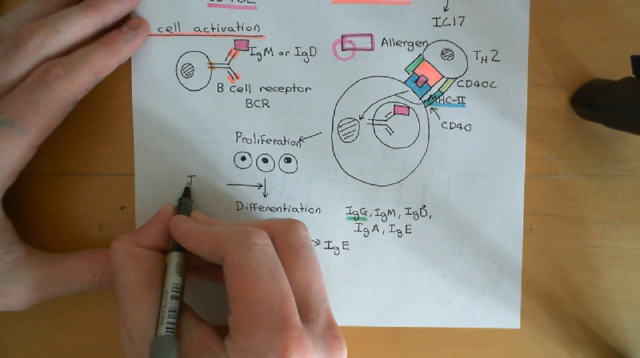 IL17
cell activation
IgM or IgD
Allergen
TH2
B cell receptor
BCR
CD40L
MHC-II
CD40
Proliferation
I
Differentiation
IgG, IgM, IgD,
IgA, IgE
IgE